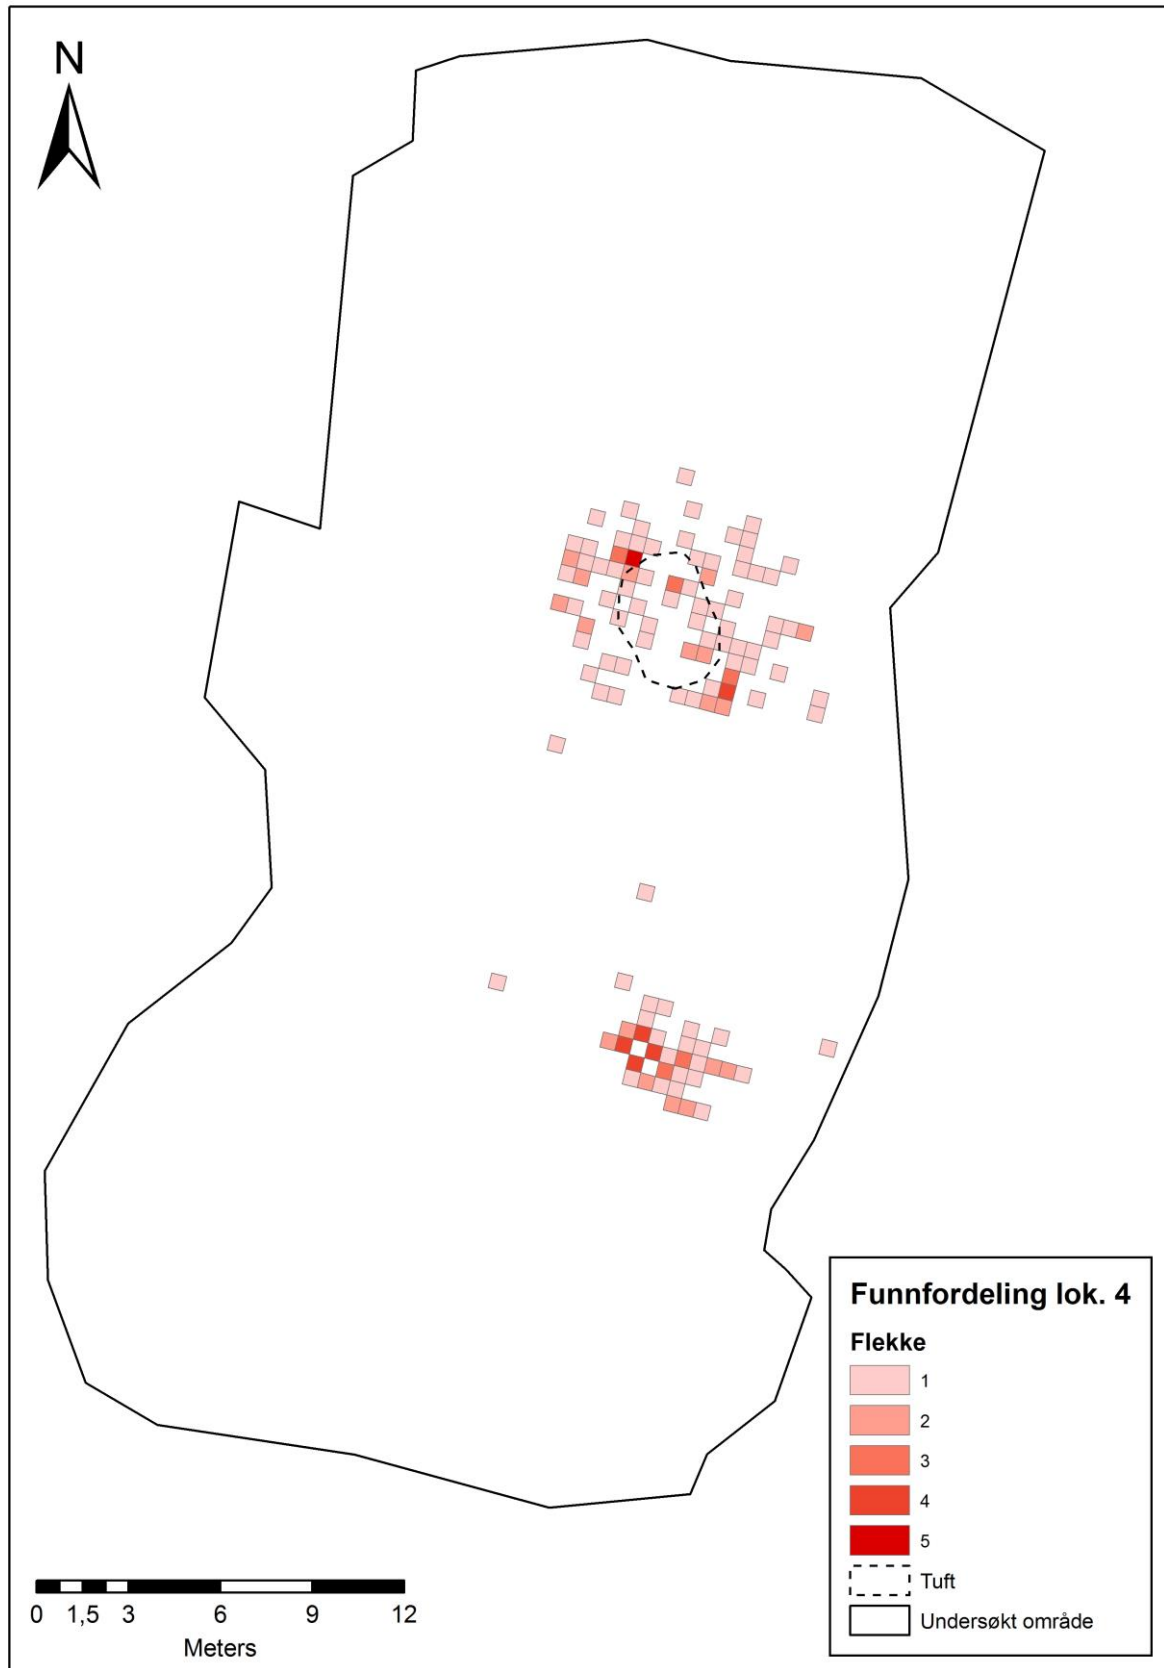 N
Funnfordeling lok. 4
Flekke
1
2
3
4
5
Tuft
Undersøkt område
0 1,5 3 6 9 12
Meters